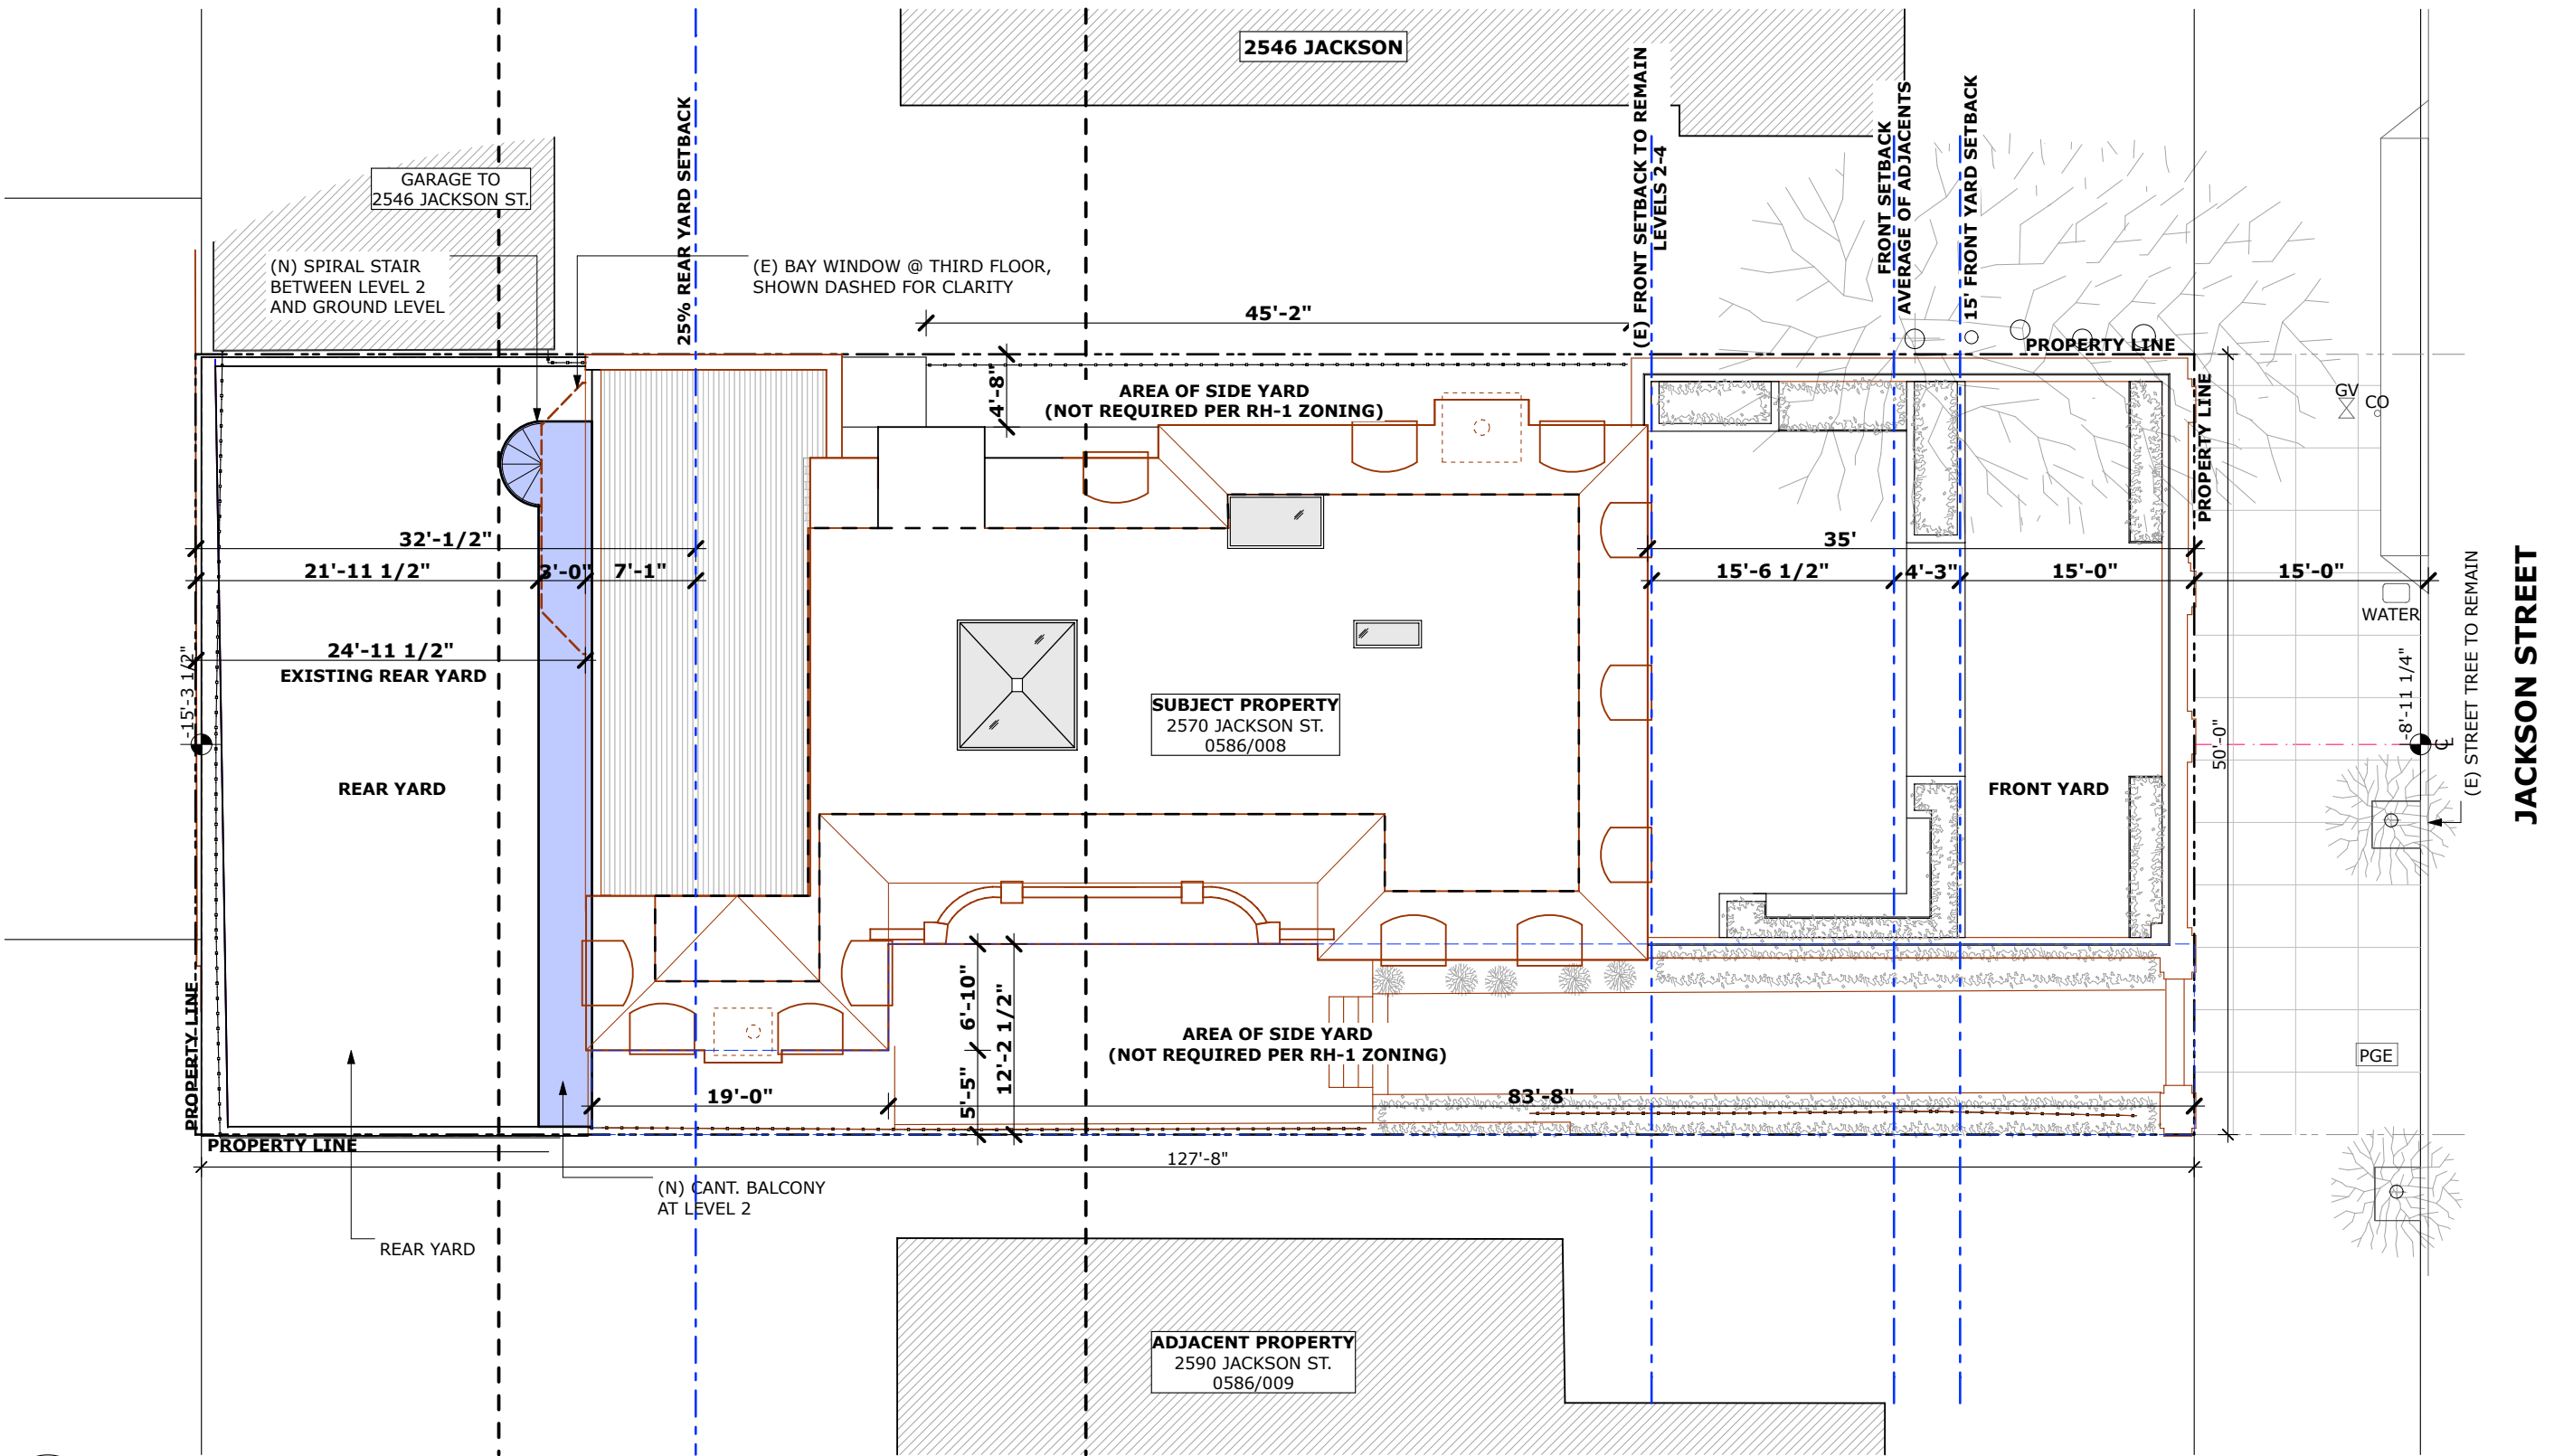 2546 JACKSON
GARAGE TO
2546 JACKSON ST.
25% REAR YARD SETBACK
(E) FRONT SETBACK TO REMAIN
LEVELS 2-4
FRONT SETBACK
AVERAGE OF ADJACENTS
15' FRONT YARD SETBACK
(N) SPIRAL STAIR
BETWEEN LEVEL 2
AND GROUND LEVEL
(E) BAY WINDOW @ THIRD FLOOR,
SHOWN DASHED FOR CLARITY
45'-2"
PROPERTY LINE
4'-8"
AREA OF SIDE YARD
(NOT REQUIRED PER RH-1 ZONING)
PROPERTY LINE
GV
CO
32'-1/2"
35'
21'-11 1/2"
3'-0"
7'-1"
15'-6 1/2"
4'-3"
15'-0"
15'-0"
WATER
24'-11 1/2"
EXISTING REAR YARD
-15'-3 1/2"
SUBJECT PROPERTY
2570 JACKSON ST.
0586/008
50'-0"
-8'-11 1/4"
CL
(E) STREET TREE TO REMAIN
JACKSON STREET
REAR YARD
FRONT YARD
PROPERTY LINE
6'-10"
12'-2 1/2"
5'-5"
AREA OF SIDE YARD
(NOT REQUIRED PER RH-1 ZONING)
PGE
19'-0"
83'-8"
PROPERTY LINE
127'-8"
(N) CANT. BALCONY
AT LEVEL 2
REAR YARD
ADJACENT PROPERTY
2590 JACKSON ST.
0586/009